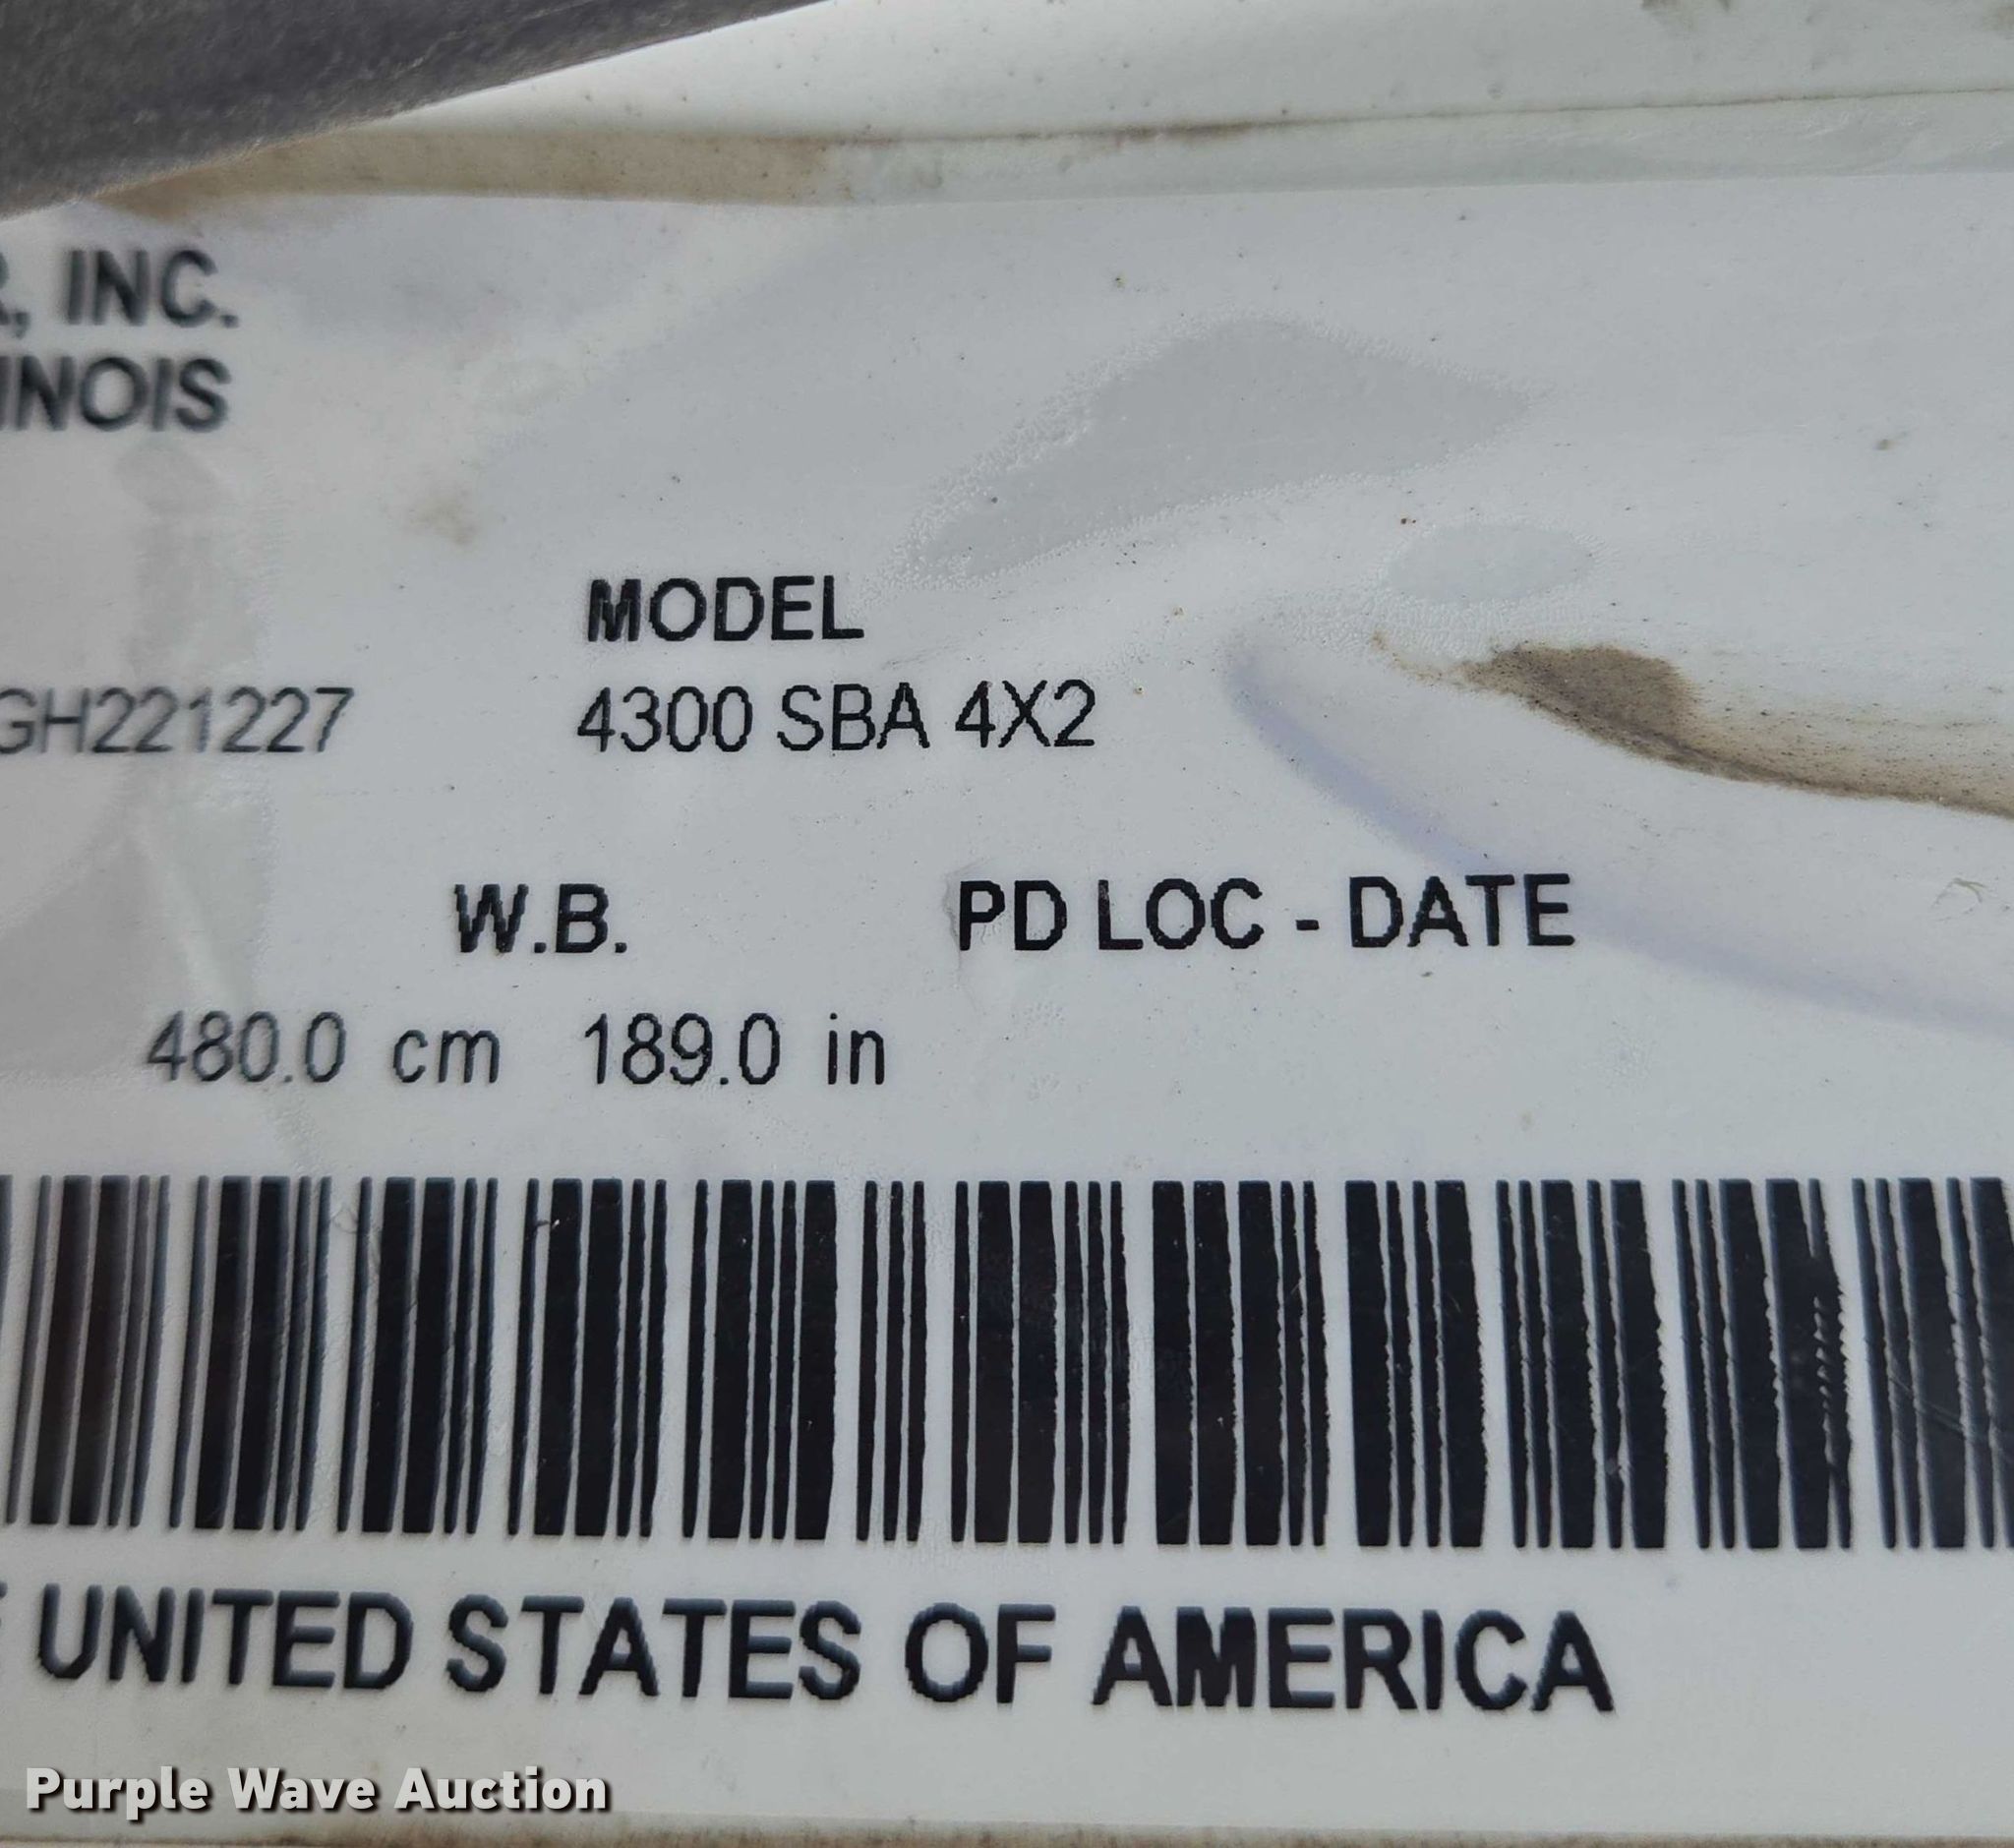 R, INC.
INOIS
MODEL
GH221227 4300 SBA 4X2
W.B. PD LOC - DATE
480.0 cm 189.0 in
UNITED STATES OF AMERICA
Purple Wave Auction